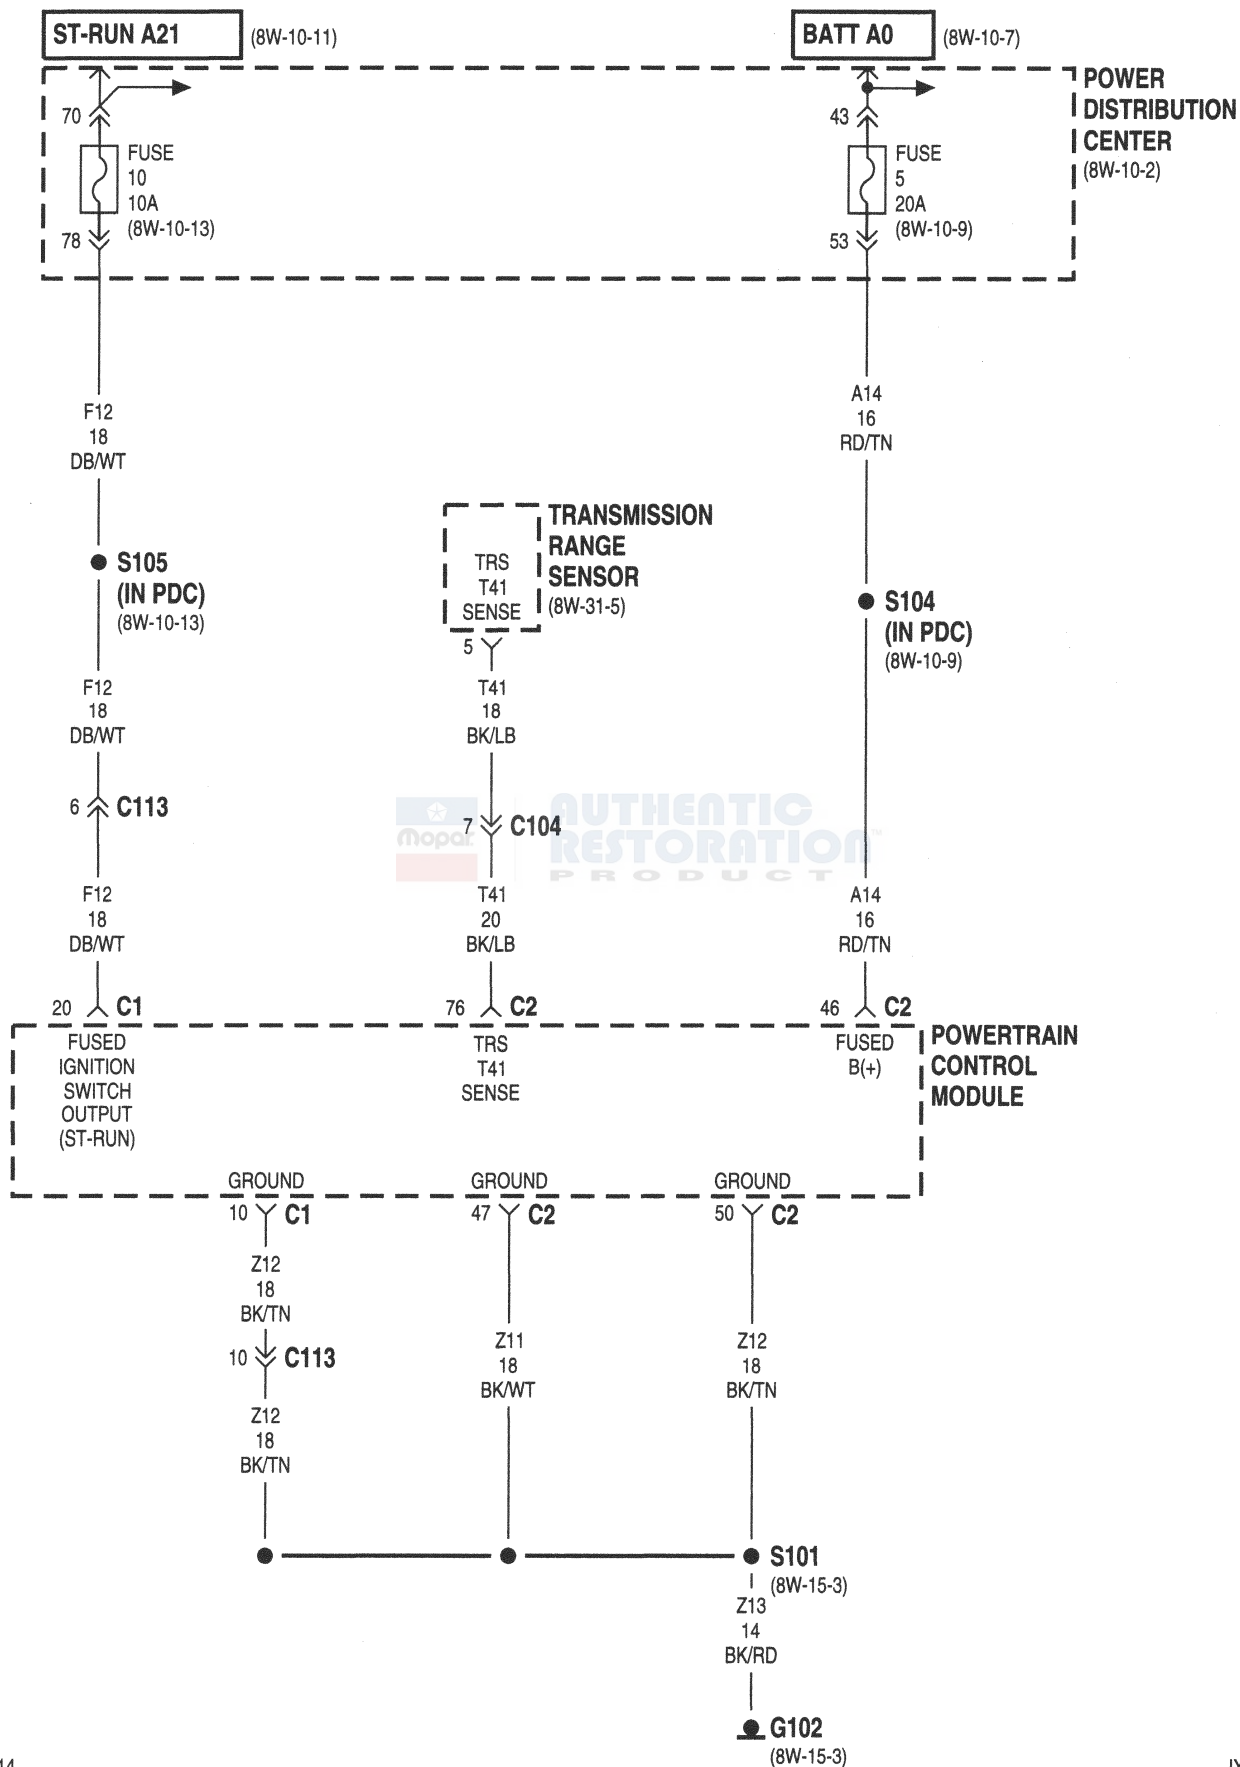 ST-RUN A21 (8W-10-11)
BATT A0 (8W-10-7)
POWER
DISTRIBUTION
CENTER
(8W-10-2)
70
FUSE
10
10A
(8W-10-13)
78
43
FUSE
5
20A
(8W-10-9)
53
F12
18
DB/WT
A14
16
RD/TN
S105
(IN PDC)
(8W-10-13)
TRANSMISSION
RANGE
SENSOR
(8W-31-5)
TRS
T41
SENSE
5
S104
(IN PDC)
(8W-10-9)
F12
18
DB/WT
T41
18
BK/LB
6 C113
7 C104
Mopar
AUTHENTIC
RESTORATION™
PRODUCT
F12
18
DB/WT
T41
20
BK/LB
A14
16
RD/TN
20 C1
76 C2
46 C2
FUSED
IGNITION
SWITCH
OUTPUT
(ST-RUN)
TRS
T41
SENSE
FUSED
B(+)
POWERTRAIN
CONTROL
MODULE
GROUND
GROUND
GROUND
10 C1
47 C2
50 C2
Z12
18
BK/TN
10 C113
Z12
18
BK/TN
Z11
18
BK/WT
Z12
18
BK/TN
S101
(8W-15-3)
Z13
14
BK/RD
G102
(8W-15-3)